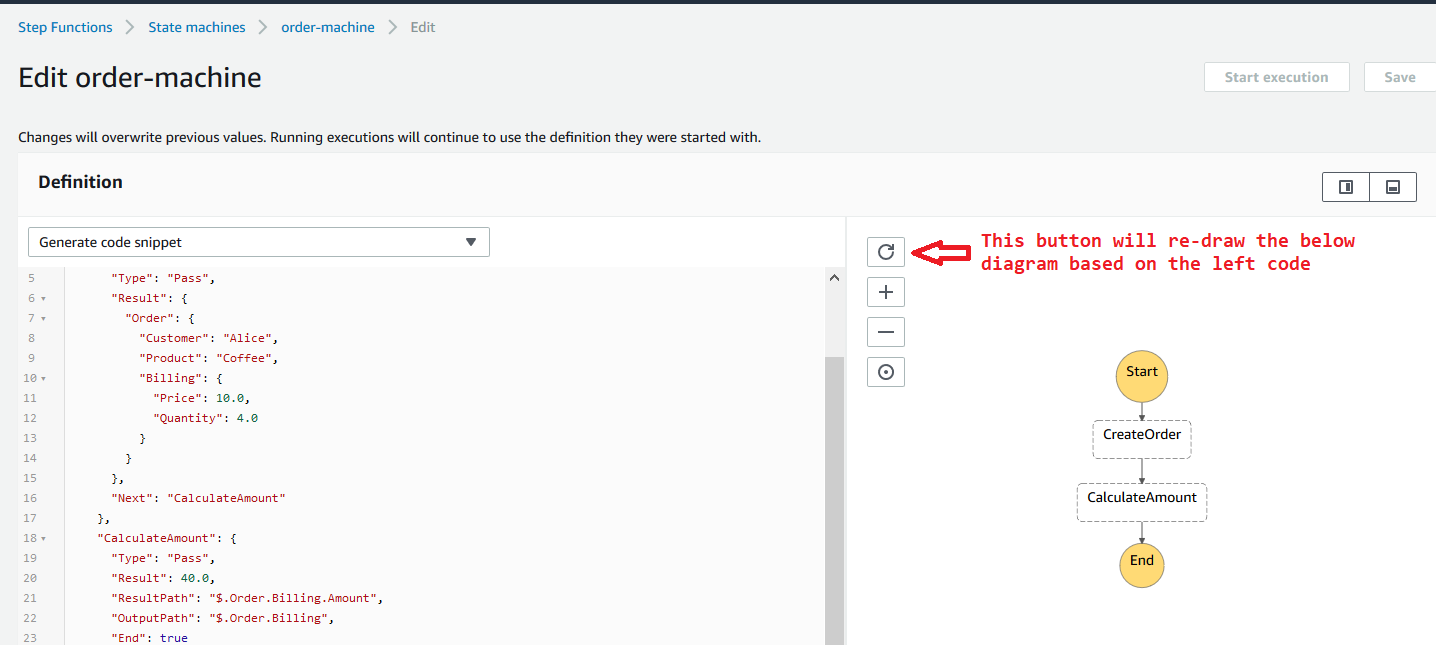 Step Functions > State machines > order-machine > Edit
Edit order-machine
Start execution
Save
Changes will overwrite previous values. Running executions will continue to use the definition they were started with.
Definition
Generate code snippet
5 "Type": "Pass",
6 "Result": {
7 "Order": {
8 "Customer": "Alice",
9 "Product": "Coffee",
10 "Billing": {
11 "Price": 10.0,
12 "Quantity": 4.0
13 }
14 }
15 },
16 "Next": "CalculateAmount"
17 },
18 "CalculateAmount": {
19 "Type": "Pass",
20 "Result": 40.0,
21 "ResultPath": "$.Order.Billing.Amount",
22 "OutputPath": "$.Order.Billing",
23 "End": true
This button will re-draw the below
diagram based on the left code
Start
CreateOrder
CalculateAmount
End